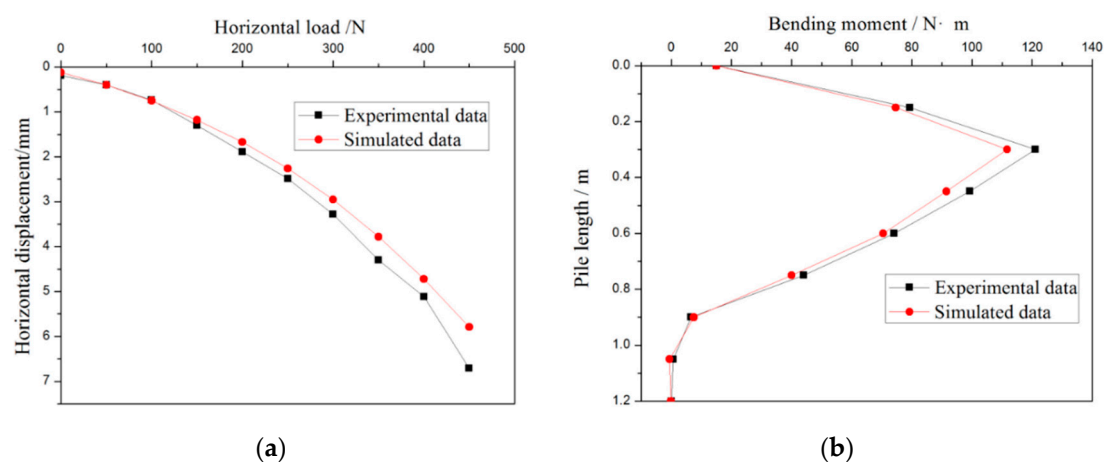 Horizontal load /N
0 100 200 300 400 500
0
1
2
3
4
5
6
7
Horizontal displacement/mm
Experimental data
Simulated data
(a)
Bending moment / N· m
0 20 40 60 80 100 120 140
0.0
0.2
0.4
0.6
0.8
1.0
1.2
Pile length / m
Experimental data
Simulated data
(b)